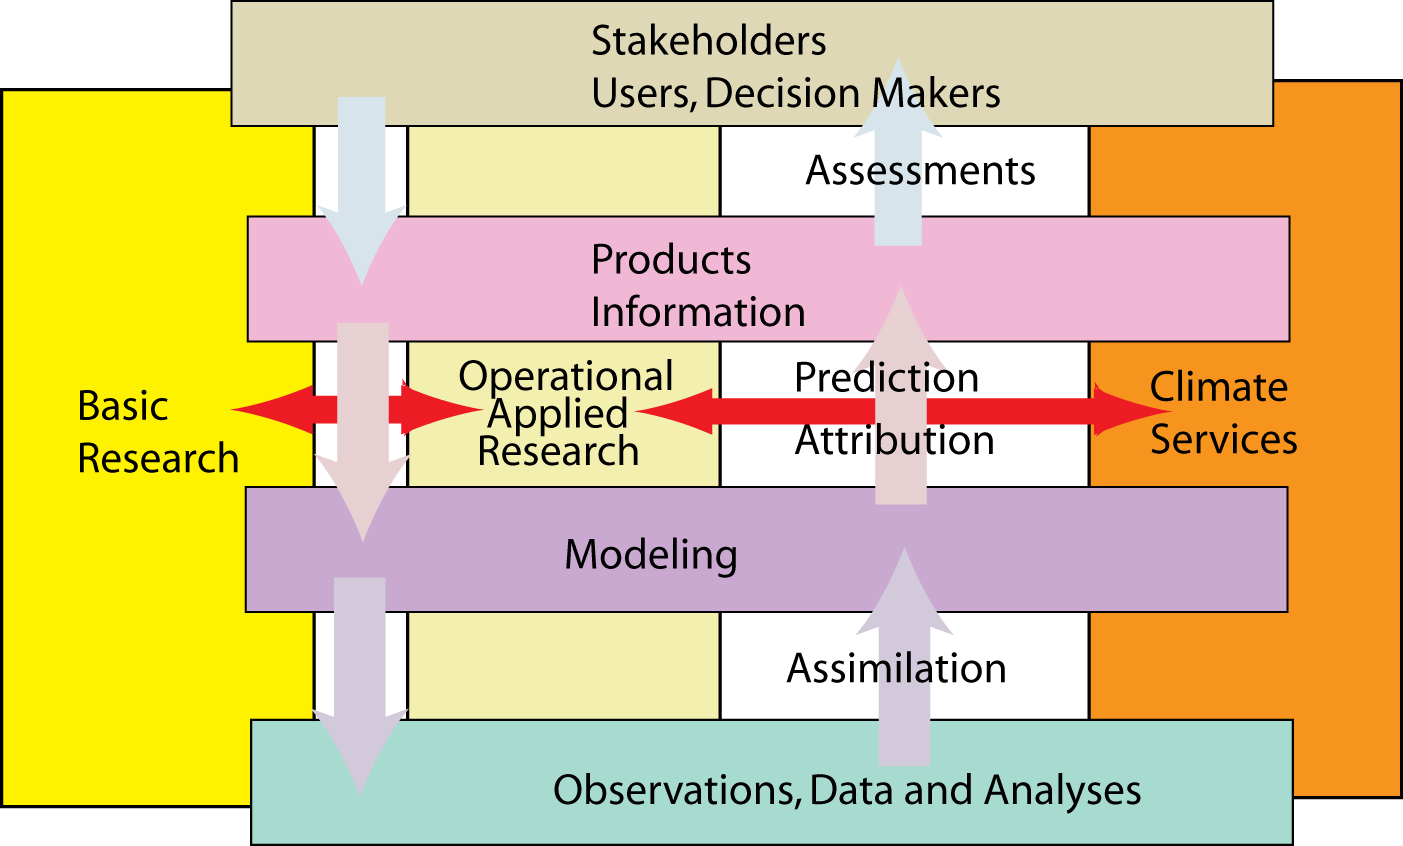 Stakeholders
Users, Decision Makers
Assessments
Products
Information
Basic
Research
Operational
Applied
Research
Prediction
Attribution
Climate
Services
Modeling
Assimilation
Observations, Data and Analyses